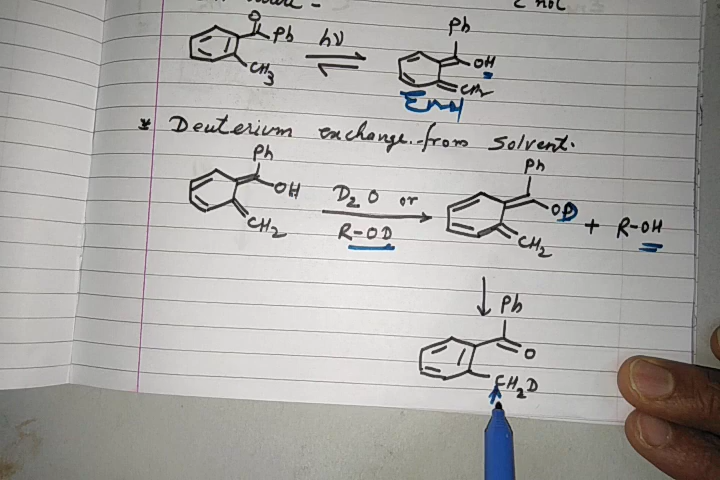 O
Ph hν
CH3
Ph
OH
CH2
Enol
* Deuterium exchange from solvent.
Ph
OH
CH2
D2O or
R-OD
Ph
OD
CH2
+ R-OH
Ph
O
CH2D